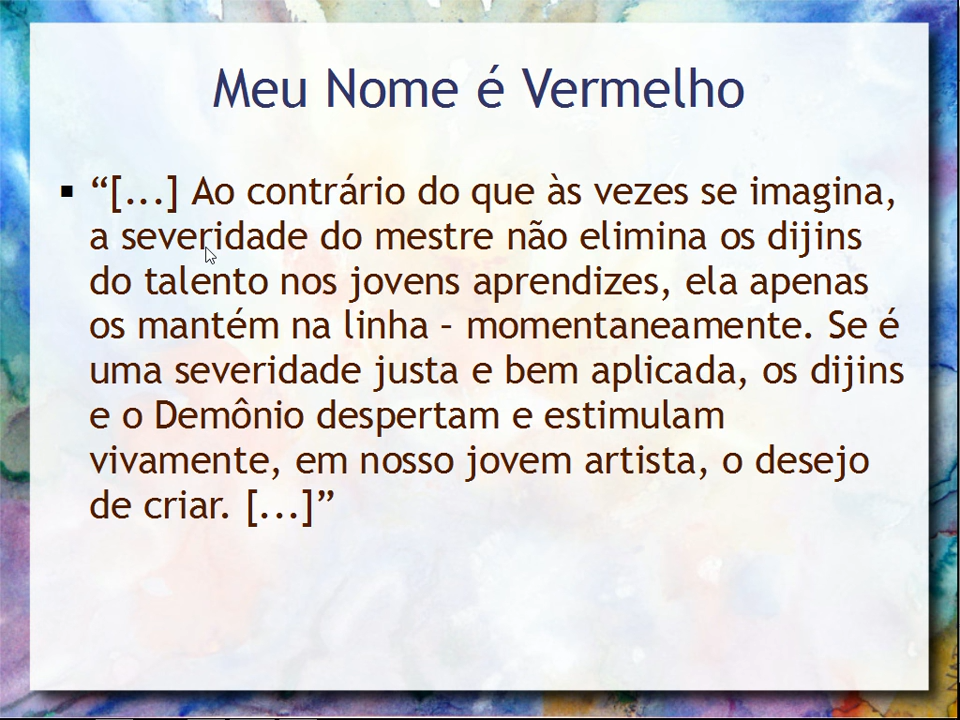 Meu Nome é Vermelho
▪ “[...] Ao contrário do que às vezes se imagina,
a severidade do mestre não elimina os dijins
do talento nos jovens aprendizes, ela apenas
os mantém na linha – momentaneamente. Se é
uma severidade justa e bem aplicada, os dijins
e o Demônio despertam e estimulam
vivamente, em nosso jovem artista, o desejo
de criar. [...]”